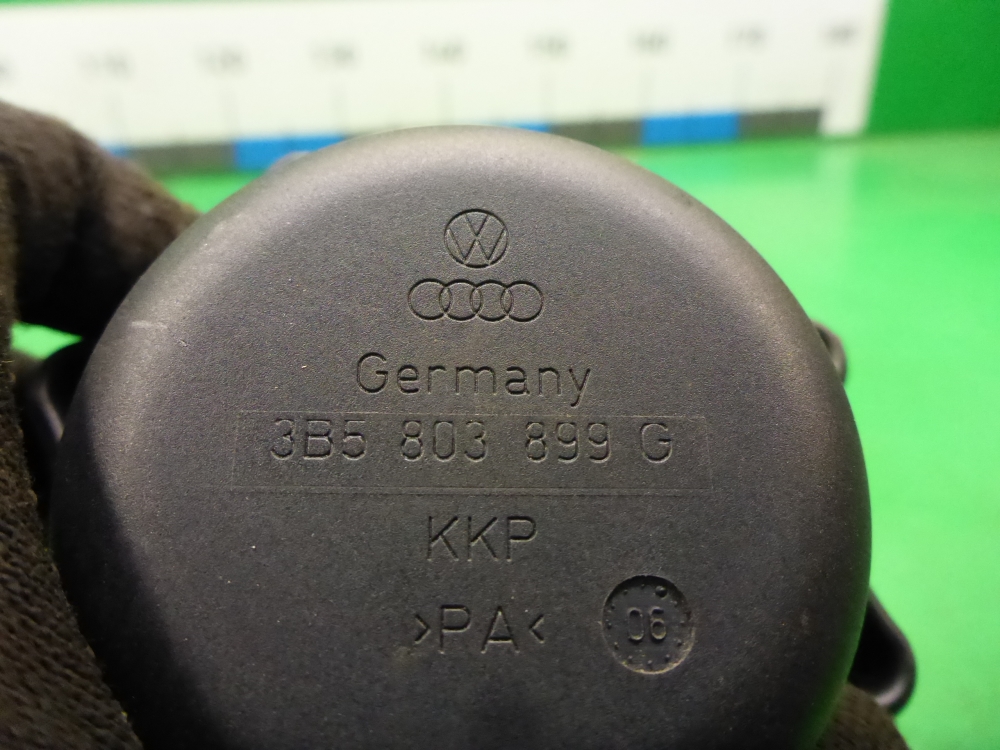 Germany
3B5 803 899 G
KKP
>PA<
06